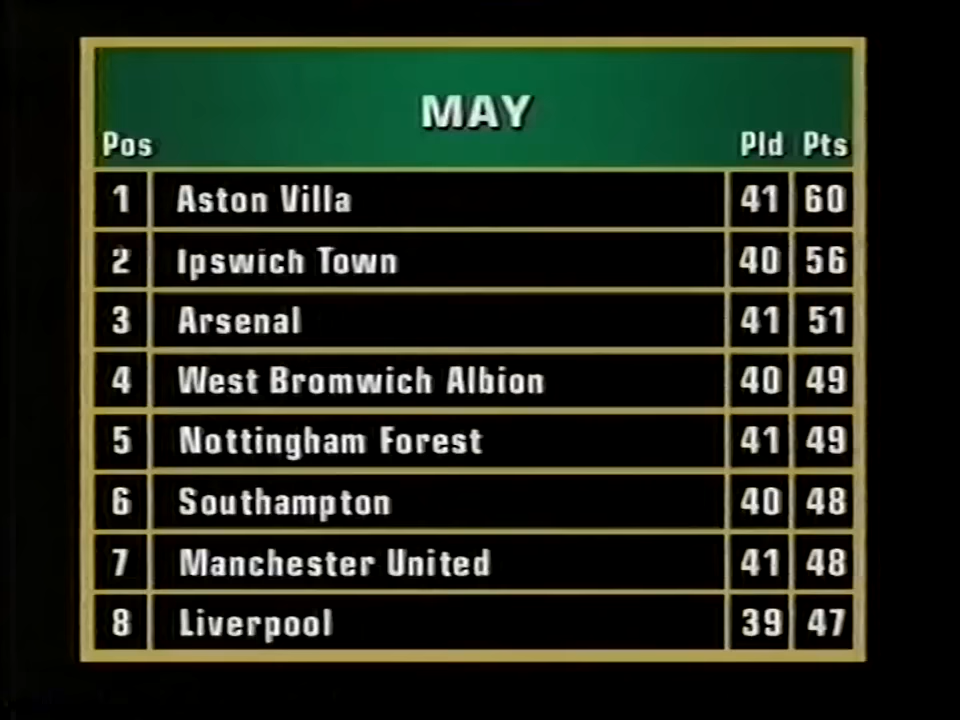 MAY
Pos Pld Pts
1 Aston Villa 41 60
2 Ipswich Town 40 56
3 Arsenal 41 51
4 West Bromwich Albion 40 49
5 Nottingham Forest 41 49
6 Southampton 40 48
7 Manchester United 41 48
8 Liverpool 39 47